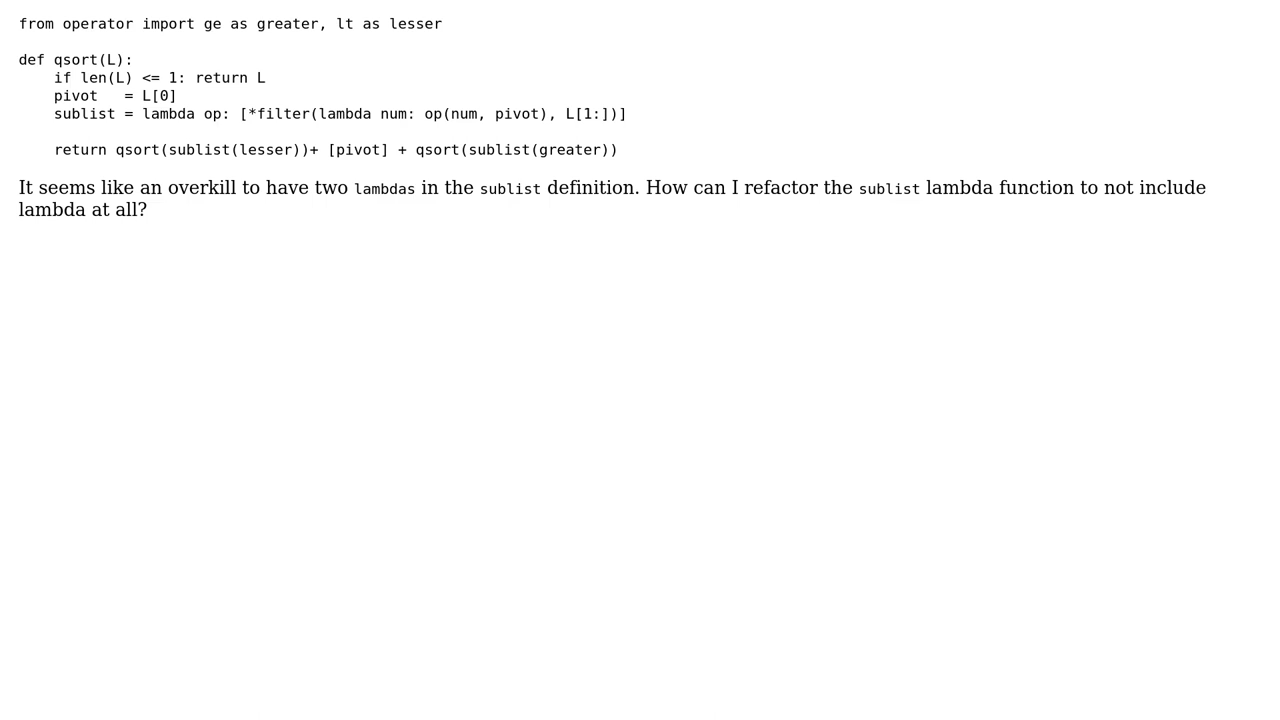 from operator import ge as greater, lt as lesser
def qsort(L):
    if len(L) <= 1: return L
    pivot   = L[0]
    sublist = lambda op: [*filter(lambda num: op(num, pivot), L[1:])]
    return qsort(sublist(lesser))+ [pivot] + qsort(sublist(greater))
It seems like an overkill to have two lambdas in the sublist definition. How can I refactor the sublist lambda function to not include
lambda at all?